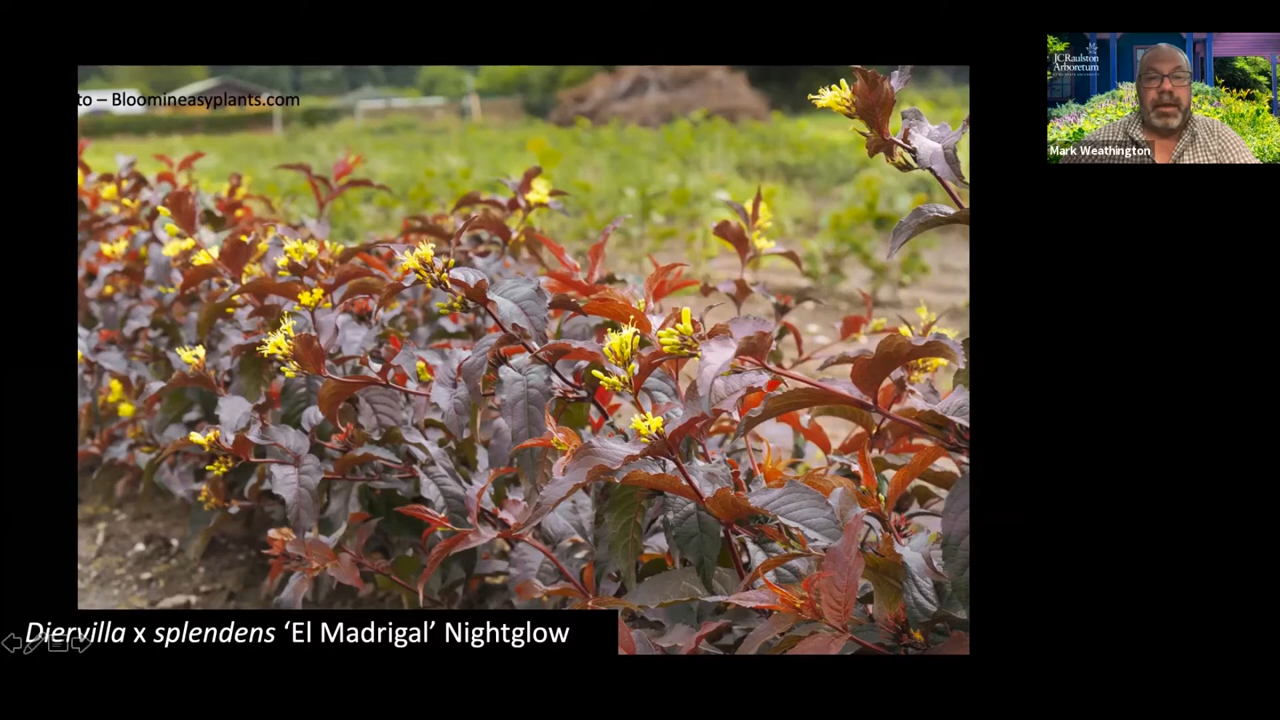 to – Bloomineasyplants.com
JC Raulston
Arboretum
Mark Weathington
Diervilla x splendens ‘El Madrigal’ Nightglow